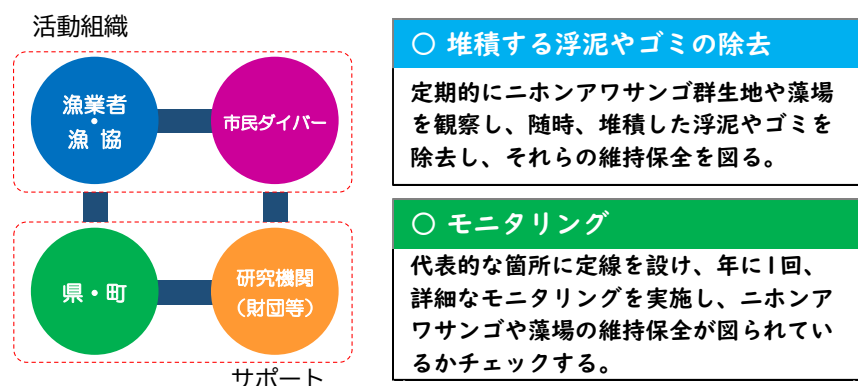 活動組織
漁業者
・
漁 協
市民ダイバー
県・町
研究機関
（財団等）
サポート
○ 堆積する浮泥やゴミの除去
定期的にニホンアワサンゴ群生地や藻場
を観察し、随時、堆積した浮泥やゴミを
除去し、それらの維持保全を図る。
○ モニタリング
代表的な箇所に定線を設け、年に1回、
詳細なモニタリングを実施し、ニホンア
ワサンゴや藻場の維持保全が図られてい
るかチェックする。